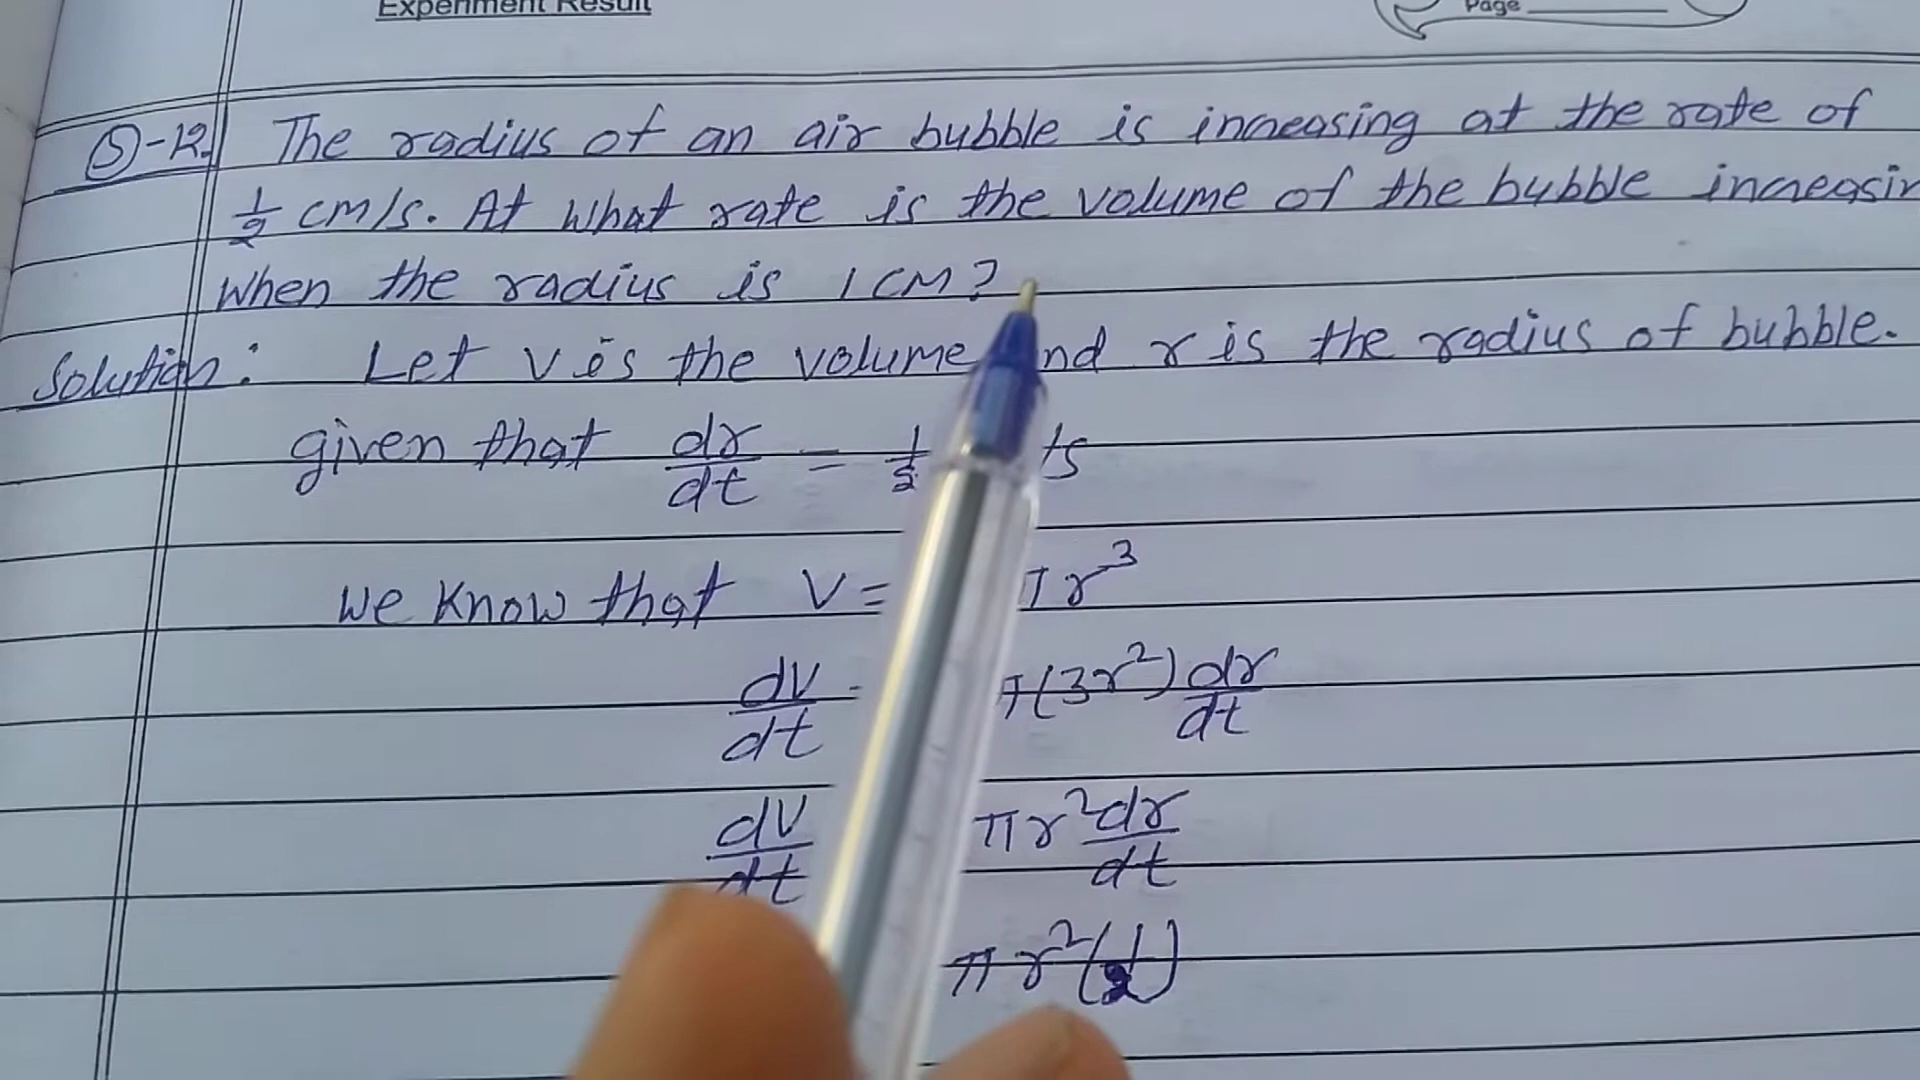 Experiment Result
Page
Q-12. The radius of an air bubble is increasing at the rate of
1/2 cm/s. At what rate is the volume of the bubble increasin
when the radius is 1 cm?
Solution: Let v is the volume nd r is the radius of bubble.
given that dr/dt = 1/2 /s
we know that V = π r³
dv/dt π(3r²) dr/dt
dv/dt πr² dr/dt
πr²(1/2)